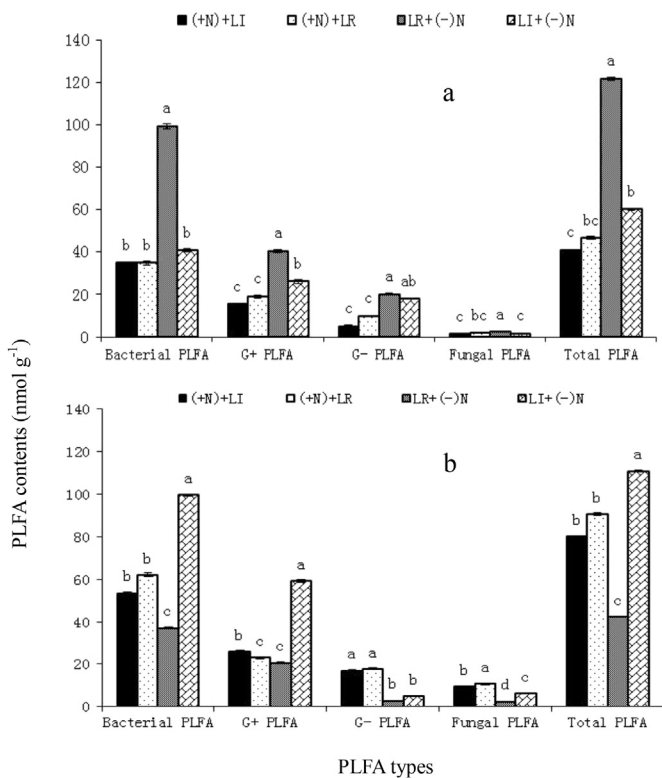 (+N)+LI (+N)+LR LR+(-)N LI+(-)N
a
140
120
100
80
60
40
20
0
b b a b
c c a b
c c a ab
c bc a c
c bc a b
Bacterial PLFA G+ PLFA G- PLFA Fungal PLFA Total PLFA
PLFA contents (nmol g-1)
(+N)+LI (+N)+LR LR+(-)N LI+(-)N
b
140
120
100
80
60
40
20
0
b b c a
b c c a
a a b b
b a d c
b b c a
Bacterial PLFA G+ PLFA G- PLFA Fungal PLFA Total PLFA
PLFA types